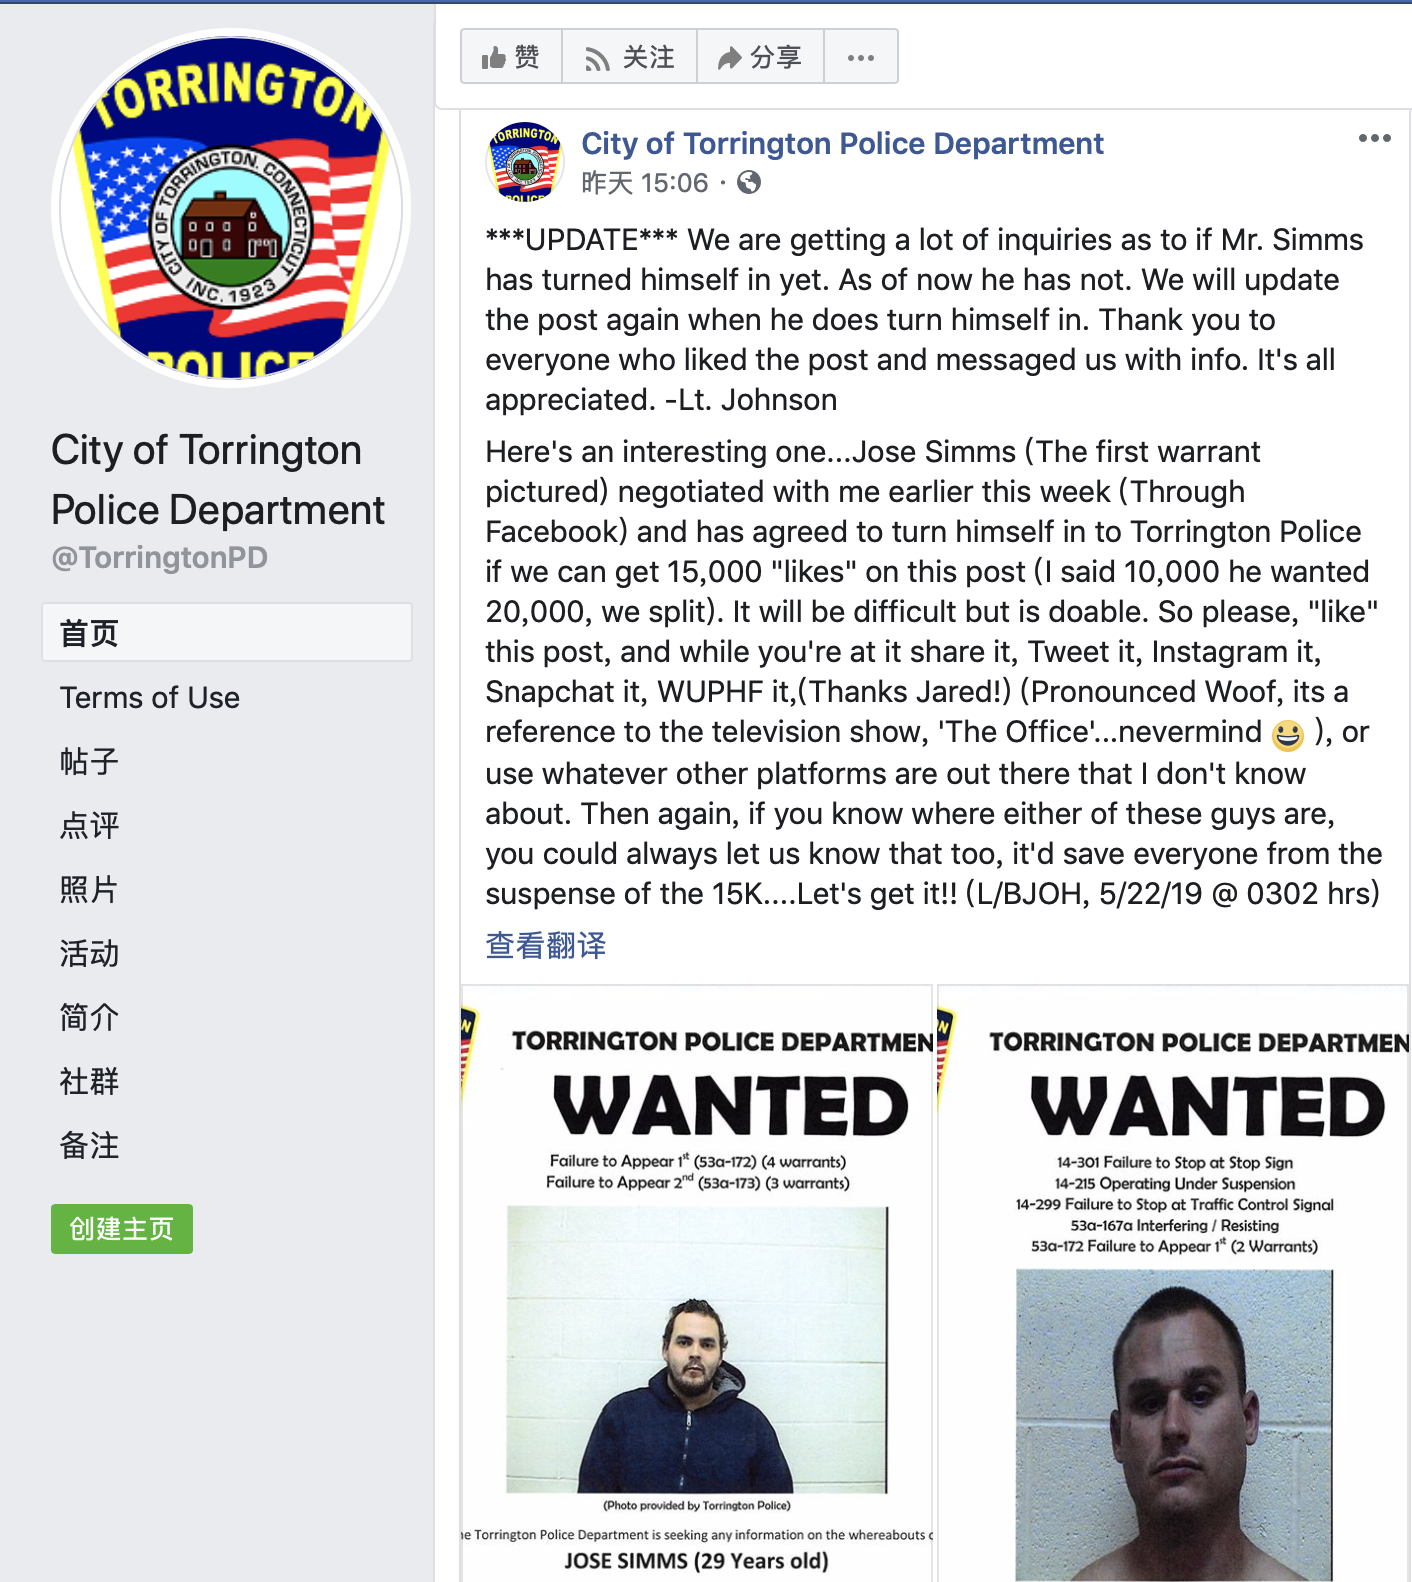 TORRINGTON
CITY OF TORRINGTON, CONNECTICUT
INC. 1923
POLICE
City of Torrington
Police Department
@TorringtonPD
首页
Terms of Use
帖子
点评
照片
活动
简介
社群
备注
创建主页
赞 关注 分享 ···
TORRINGTON
POLICE
City of Torrington Police Department
昨天 15:06 ·
***UPDATE*** We are getting a lot of inquiries as to if Mr. Simms
has turned himself in yet. As of now he has not. We will update
the post again when he does turn himself in. Thank you to
everyone who liked the post and messaged us with info. It's all
appreciated. -Lt. Johnson
Here's an interesting one...Jose Simms (The first warrant
pictured) negotiated with me earlier this week (Through
Facebook) and has agreed to turn himself in to Torrington Police
if we can get 15,000 "likes" on this post (I said 10,000 he wanted
20,000, we split). It will be difficult but is doable. So please, "like"
this post, and while you're at it share it, Tweet it, Instagram it,
Snapchat it, WUPHF it,(Thanks Jared!) (Pronounced Woof, its a
reference to the television show, 'The Office'...nevermind 😀 ), or
use whatever other platforms are out there that I don't know
about. Then again, if you know where either of these guys are,
you could always let us know that too, it'd save everyone from the
suspense of the 15K....Let's get it!! (L/BJOH, 5/22/19 @ 0302 hrs)
查看翻译
N
TORRINGTON POLICE DEPARTMEN
WANTED
Failure to Appear 1st (53a-172) (4 warrants)
Failure to Appear 2nd (53a-173) (3 warrants)
(Photo provided by Torrington Police)
he Torrington Police Department is seeking any information on the whereabouts o
JOSE SIMMS (29 Years old)
N
TORRINGTON POLICE DEPARTMEN
WANTED
14-301 Failure to Stop at Stop Sign
14-215 Operating Under Suspension
14-299 Failure to Stop at Traffic Control Signal
53a-167a Interfering / Resisting
53a-172 Failure to Appear 1st (2 Warrants)